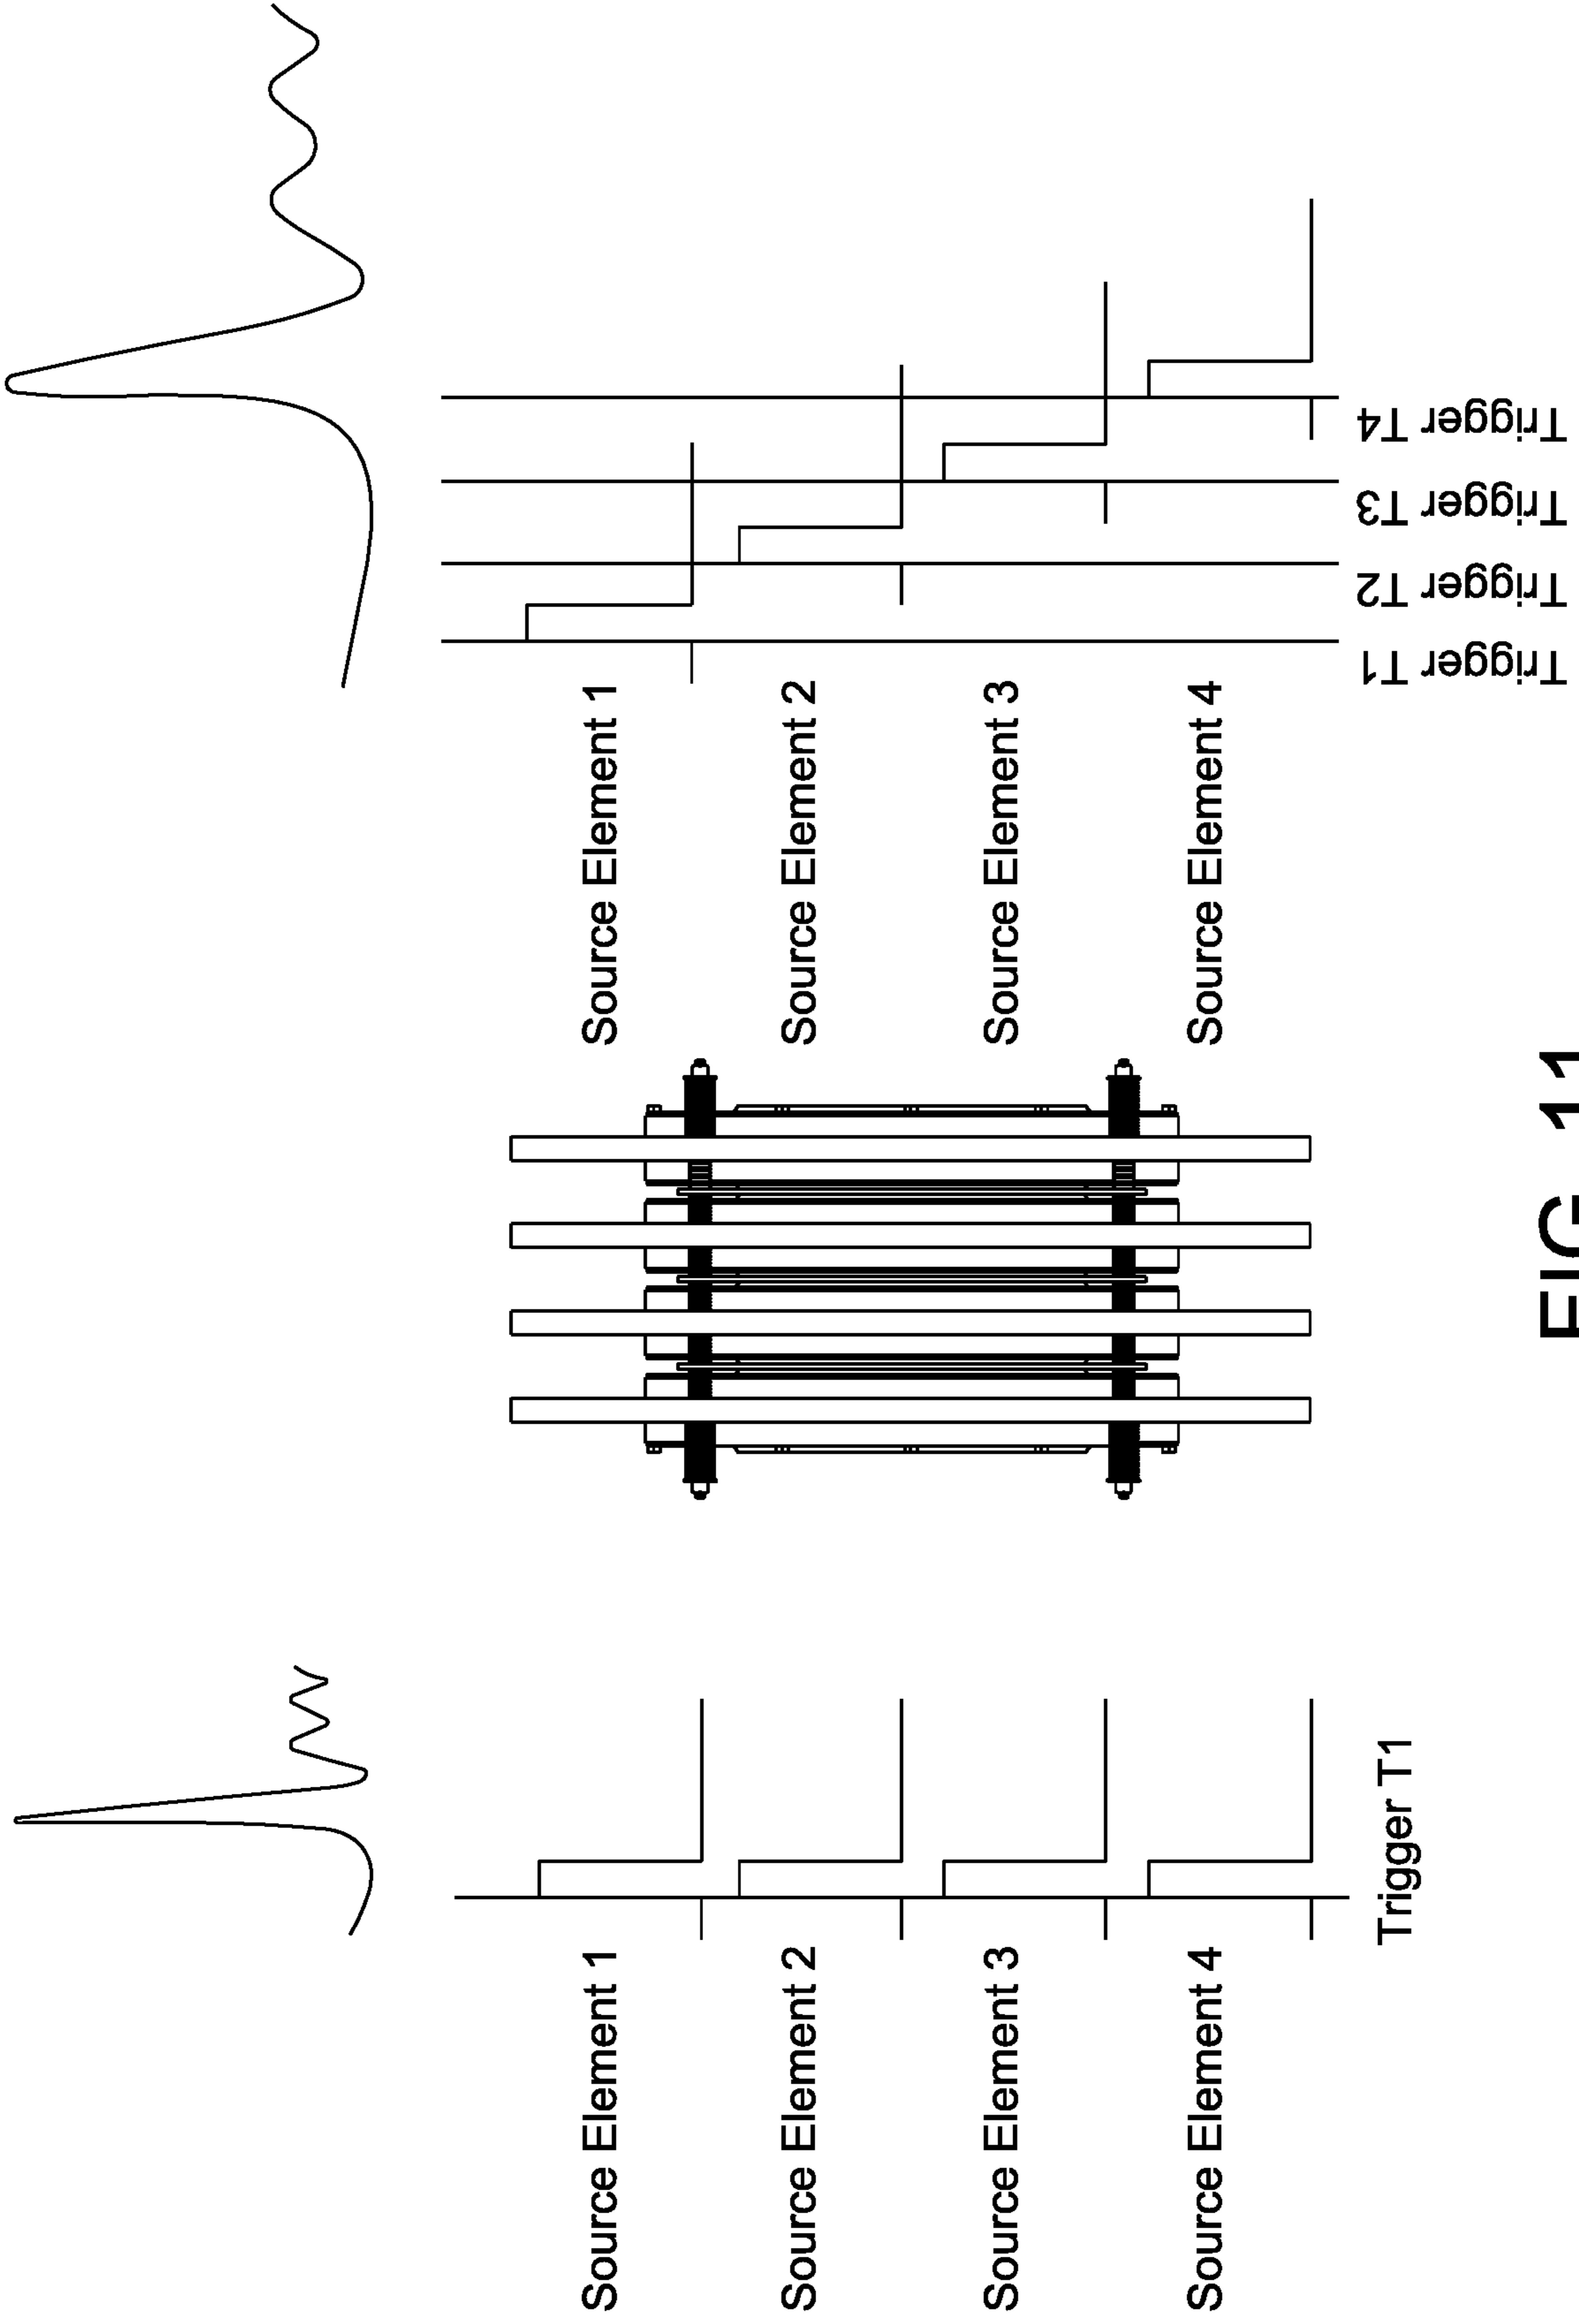 Source Element 1
Source Element 2
Source Element 3
Source Element 4
Trigger T1
Source Element 1
Source Element 2
Source Element 3
Source Element 4
Trigger T1
Trigger T2
Trigger T3
Trigger T4
FIG. 11